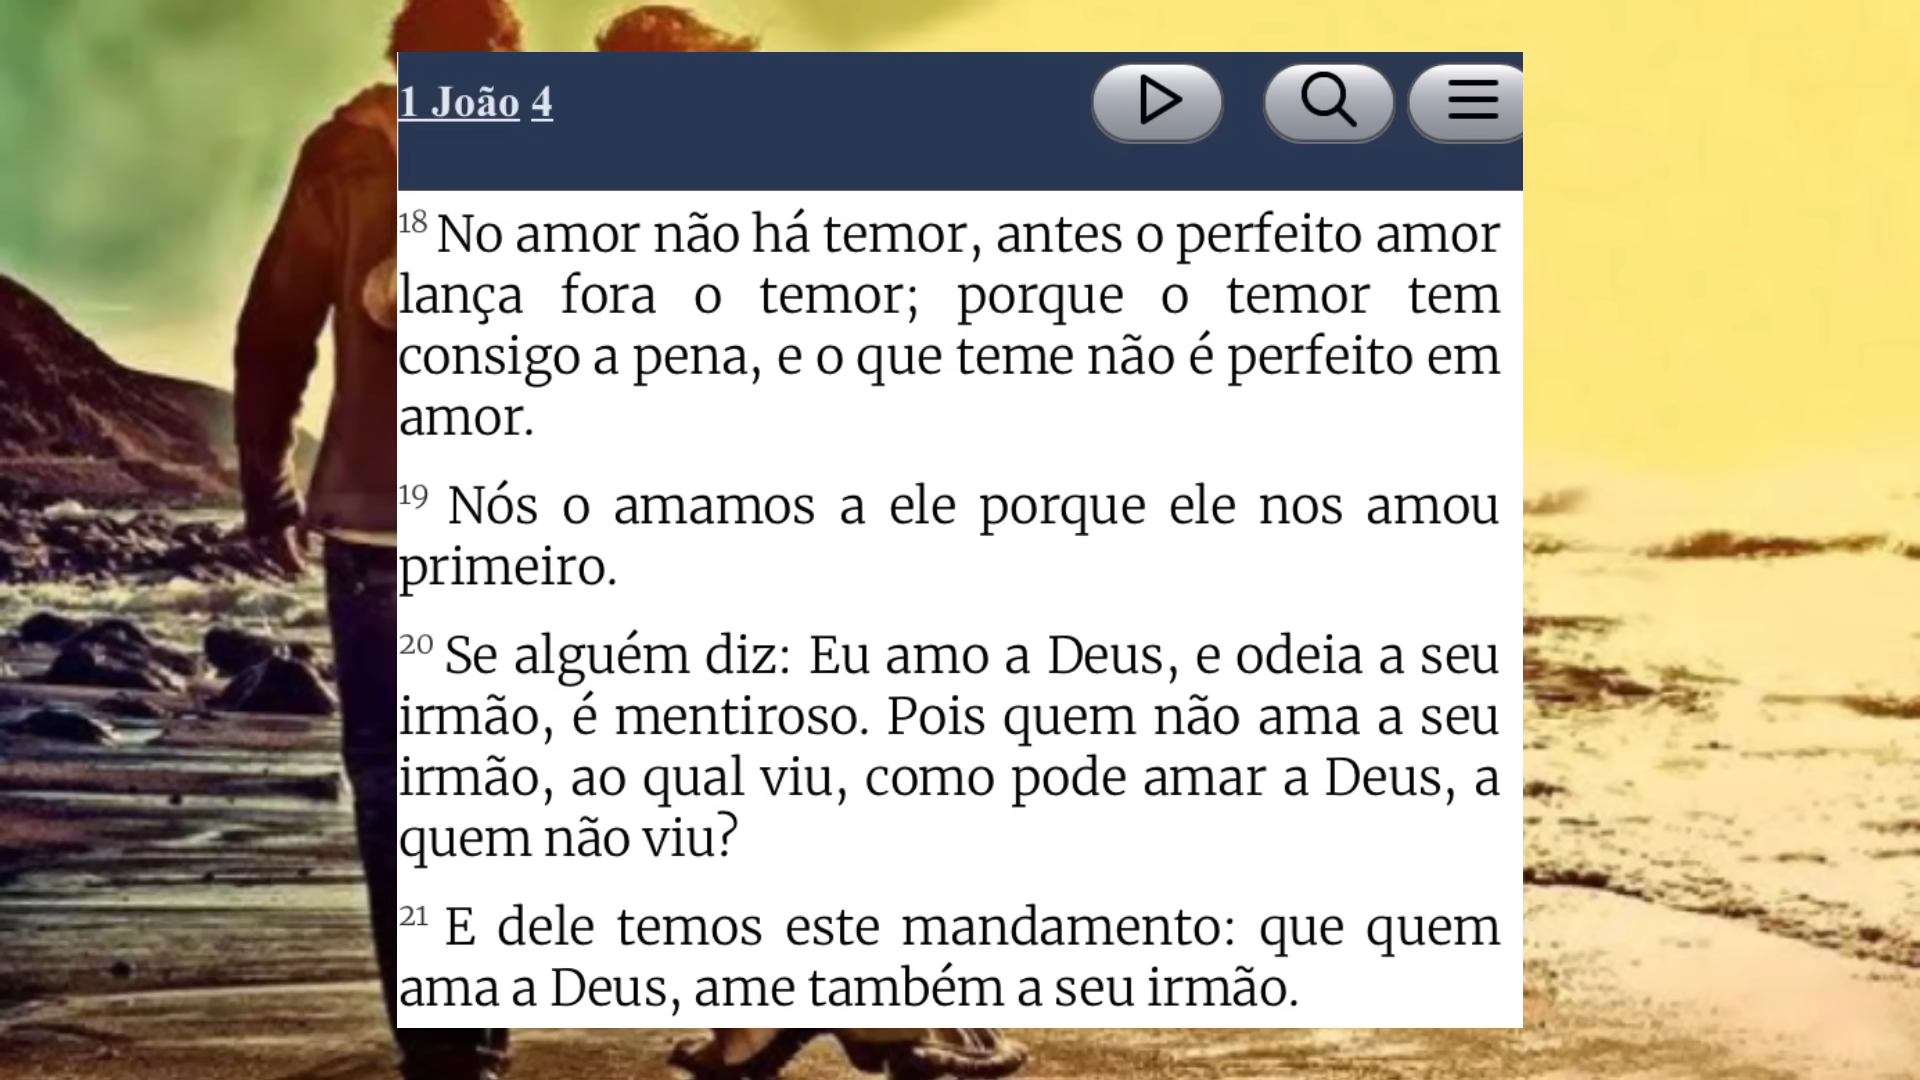 1 João 4
18 No amor não há temor, antes o perfeito amor
lança fora o temor; porque o temor tem
consigo a pena, e o que teme não é perfeito em
amor.
19 Nós o amamos a ele porque ele nos amou
primeiro.
20 Se alguém diz: Eu amo a Deus, e odeia a seu
irmão, é mentiroso. Pois quem não ama a seu
irmão, ao qual viu, como pode amar a Deus, a
quem não viu?
21 E dele temos este mandamento: que quem
ama a Deus, ame também a seu irmão.